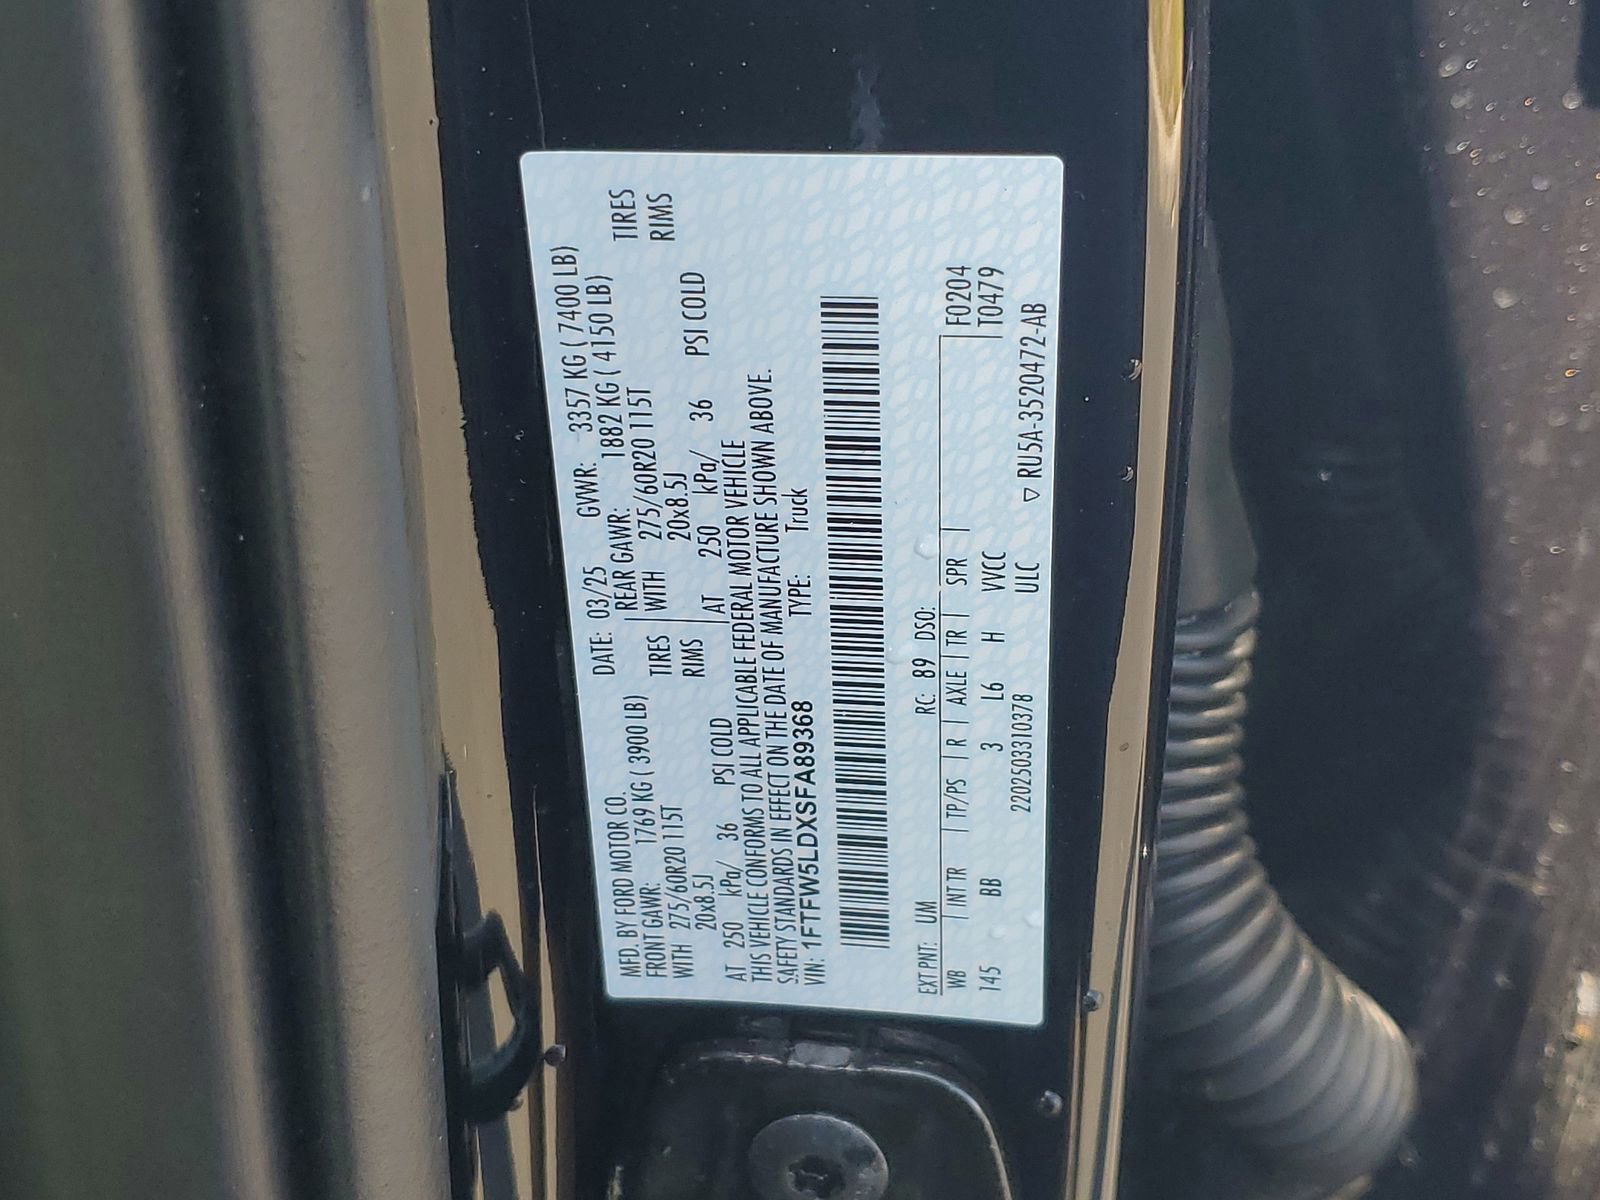 MFD. BY FORD MOTOR CO.
DATE: 03/25 GVWR: 3357 KG ( 7400 LB)
FRONT GAWR: 1769 KG ( 3900 LB) REAR GAWR: 1882 KG ( 4150 LB)
WITH 275/60R20 115T TIRES WITH 275/60R20 115T TIRES
20x8.5J RIMS 20x8.5J RIMS
AT 250 kPa/ 36 PSI COLD AT 250 kPa/ 36 PSI COLD
THIS VEHICLE CONFORMS TO ALL APPLICABLE FEDERAL MOTOR VEHICLE
SAFETY STANDARDS IN EFFECT ON THE DATE OF MANUFACTURE SHOWN ABOVE.
VIN: 1FTFW5LDXSFA89368 TYPE: Truck
EXT PNT: UM RC: 89 DSO: F0204
WB INT TR TP/PS R AXLE TR SPR T0479
145 BB 3 L6 H VVCC
220250330378 ULC ▽ RU5A-3520472-AB